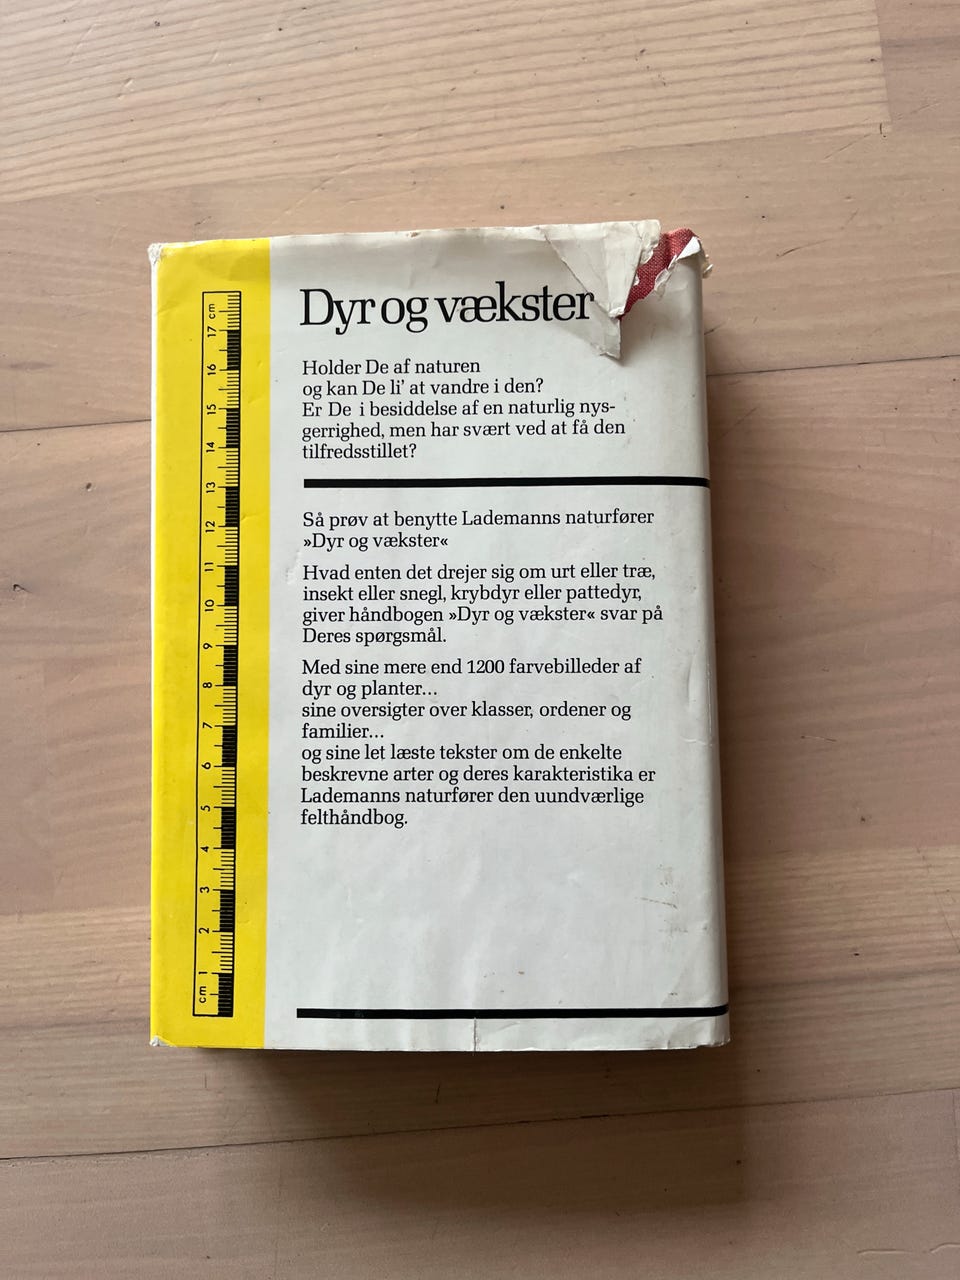 Dyr og vækster
Holder De af naturen
og kan De li’ at vandre i den?
Er De i besiddelse af en naturlig nys-
gerrighed, men har svært ved at få den
tilfredsstillet?
Så prøv at benytte Lademanns naturfører
»Dyr og vækster«
Hvad enten det drejer sig om urt eller træ,
insekt eller snegl, krybdyr eller pattedyr,
giver håndbogen »Dyr og vækster« svar på
Deres spørgsmål.
Med sine mere end 1200 farvebilleder af
dyr og planter...
sine oversigter over klasser, ordener og
familier...
og sine let læste tekster om de enkelte
beskrevne arter og deres karakteristika er
Lademanns naturfører den uundværlige
felthåndbog.
cm 1 2 3 4 5 6 7 8 9 10 11 12 13 14 15 16 17 cm